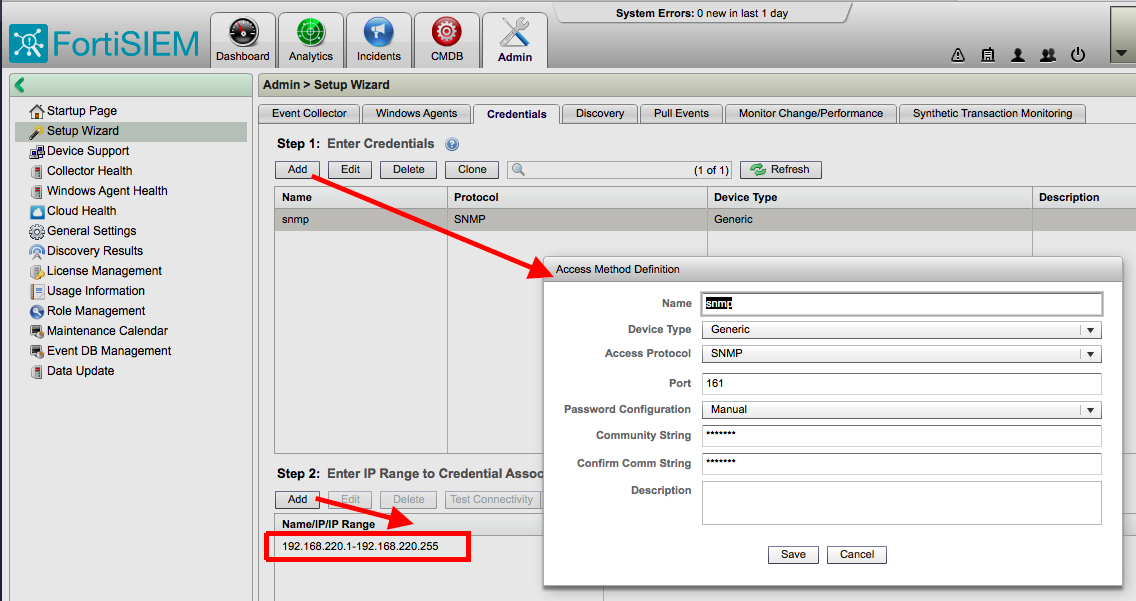 System Errors: 0 new in last 1 day
FortiSIEM
Dashboard
Analytics
Incidents
CMDB
Admin
Admin > Setup Wizard
Startup Page
Setup Wizard
Device Support
Collector Health
Windows Agent Health
Cloud Health
General Settings
Discovery Results
License Management
Usage Information
Role Management
Maintenance Calendar
Event DB Management
Data Update
Event Collector
Windows Agents
Credentials
Discovery
Pull Events
Monitor Change/Performance
Synthetic Transaction Monitoring
Step 1: Enter Credentials ?
Add
Edit
Delete
Clone
(1 of 1)
Refresh
Name Protocol Device Type Description
snmp SNMP Generic
Access Method Definition
Name snmp
Device Type Generic
Access Protocol SNMP
Port 161
Password Configuration Manual
Community String *******
Confirm Comm String *******
Description
Save
Cancel
Step 2: Enter IP Range to Credential Assoc
Add
Edit
Delete
Test Connectivity
Name/IP/IP Range
192.168.220.1-192.168.220.255